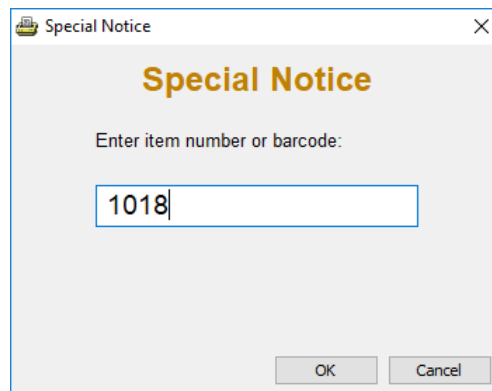 Special Notice
Special Notice
Enter item number or barcode:
1018
OK Cancel